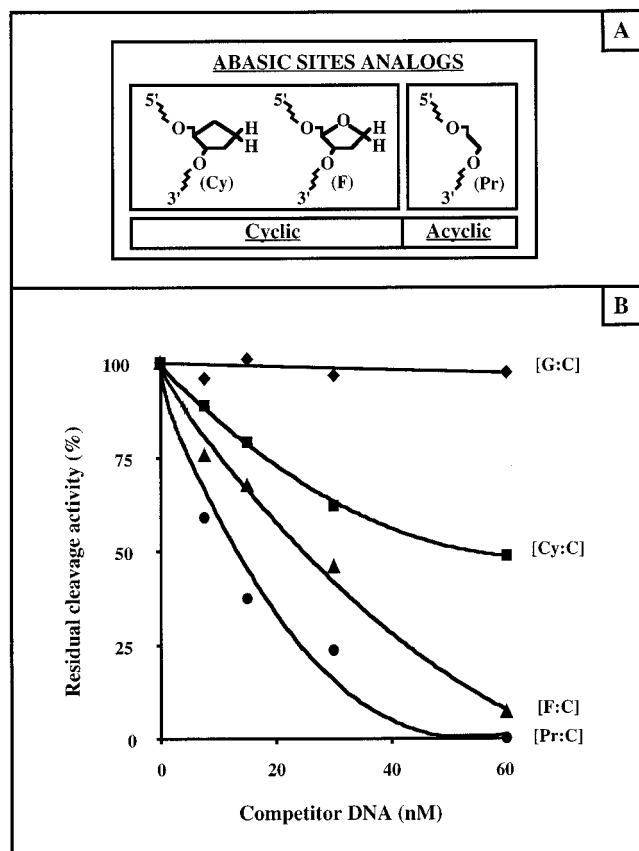 A
ABASIC SITES ANALOGS
5' 5' 5'
O O H H O O O H H O O
(Cy) (F) (Pr)
3' 3' 3'
Cyclic Acyclic
B
Residual cleavage activity (%)
100
75
50
25
0
0 20 40 60
Competitor DNA (nM)
[G:C]
[Cy:C]
[F:C]
[Pr:C]